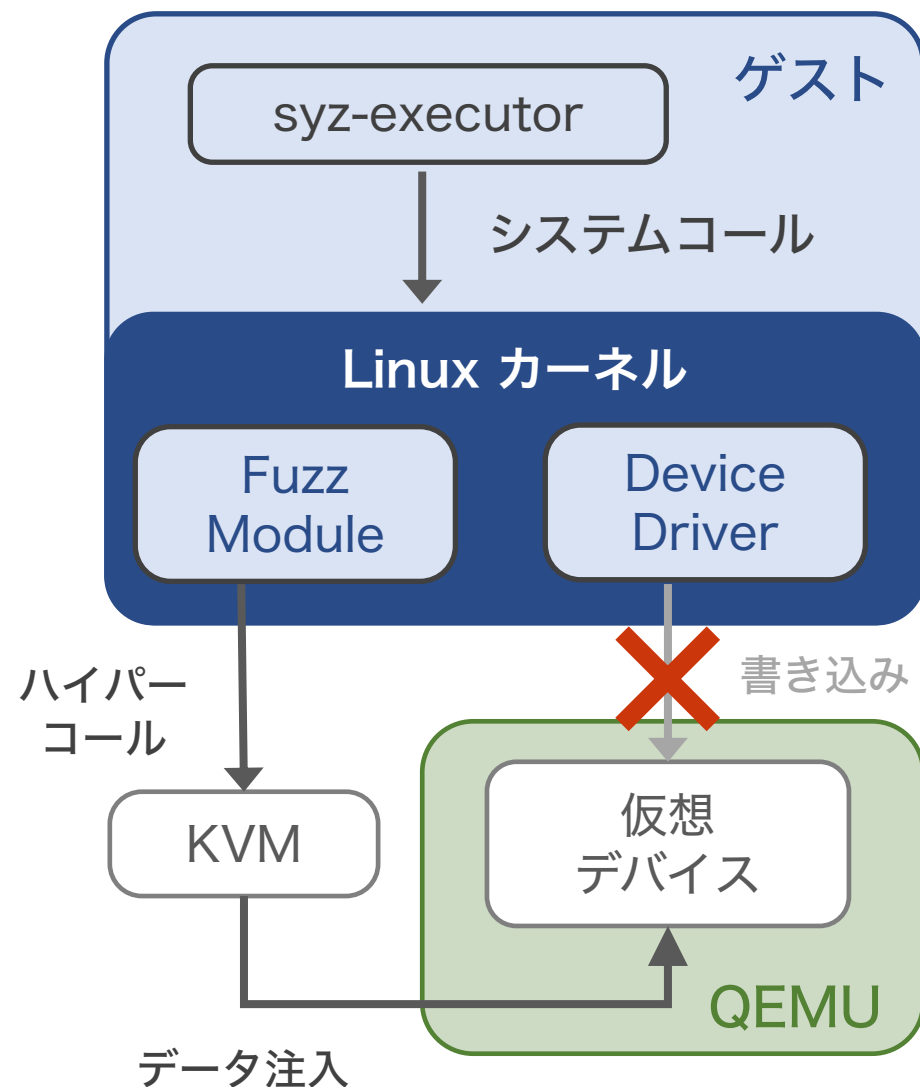 ゲスト
syz-executor
システムコール
Linux カーネル
Fuzz
Module
Device
Driver
ハイパー
コール
書き込み
KVM
仮想
デバイス
QEMU
データ注入